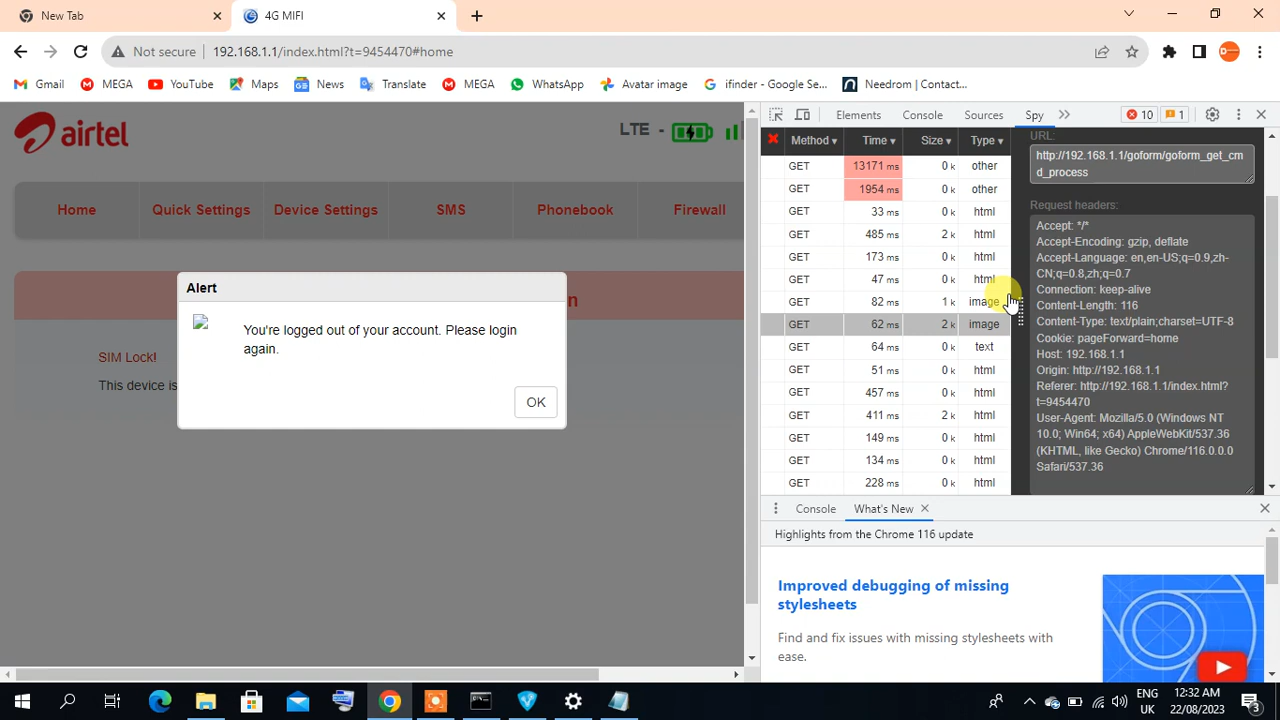 New Tab
4G MIFI
Not secure
192.168.1.1/index.html?t=9454470#home
Gmail
MEGA
YouTube
Maps
News
Translate
MEGA
WhatsApp
Avatar image
ifinder - Google Se...
Needrom | Contact...
airtel
LTE -
Home
Quick Settings
Device Settings
SMS
Phonebook
Firewall
Alert
You're logged out of your account. Please login
again.
OK
SIM Lock!
This device is
Elements
Console
Sources
Spy
10
1
Method
Time
Size
Type
GET 13171 ms 0 k other
GET 1954 ms 0 k other
GET 33 ms 0 k html
GET 485 ms 2 k html
GET 173 ms 0 k html
GET 47 ms 0 k html
GET 82 ms 1 k image
GET 62 ms 2 k image
GET 64 ms 0 k text
GET 51 ms 0 k html
GET 457 ms 0 k html
GET 411 ms 2 k html
GET 149 ms 0 k html
GET 134 ms 0 k html
GET 228 ms 0 k html
URL:
http://192.168.1.1/goform/goform_get_cm
d_process
Request headers:
Accept: */*
Accept-Encoding: gzip, deflate
Accept-Language: en,en-US;q=0.9,zh-
CN;q=0.8,zh;q=0.7
Connection: keep-alive
Content-Length: 116
Content-Type: text/plain;charset=UTF-8
Cookie: pageForward=home
Host: 192.168.1.1
Origin: http://192.168.1.1
Referer: http://192.168.1.1/index.html?
t=9454470
User-Agent: Mozilla/5.0 (Windows NT
10.0; Win64; x64) AppleWebKit/537.36
(KHTML, like Gecko) Chrome/116.0.0.0
Safari/537.36
Console
What's New
Highlights from the Chrome 116 update
Improved debugging of missing
stylesheets
Find and fix issues with missing stylesheets with
ease.
ENG
UK
12:32 AM
22/08/2023
3